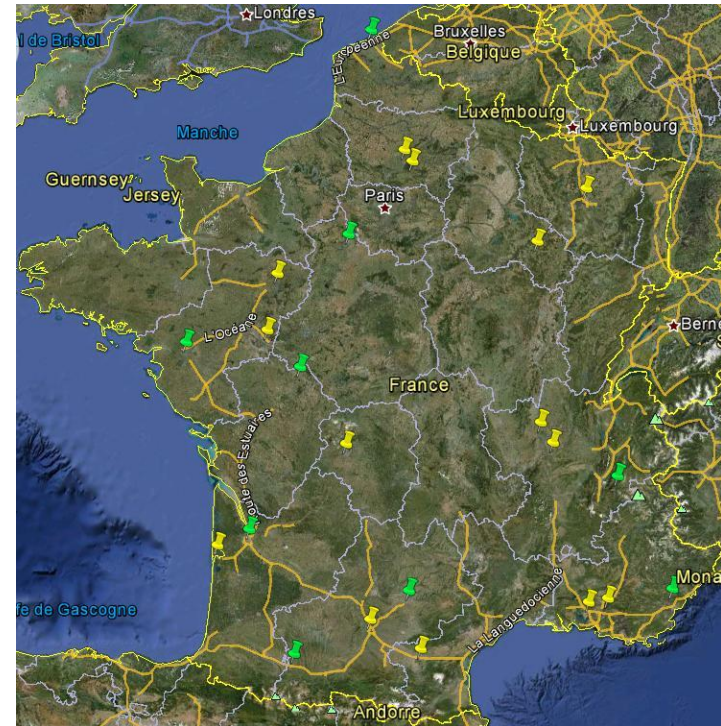 Londres
l de Bristol
Bruxelles
Belgique
L'Européenne
Luxembourg
Luxembourg
Manche
Guernsey
Jersey
Paris
L'Océane
Berne
France
Route des Estuaires
Mona
fe de Gascogne
La Languedocienne
Andorre